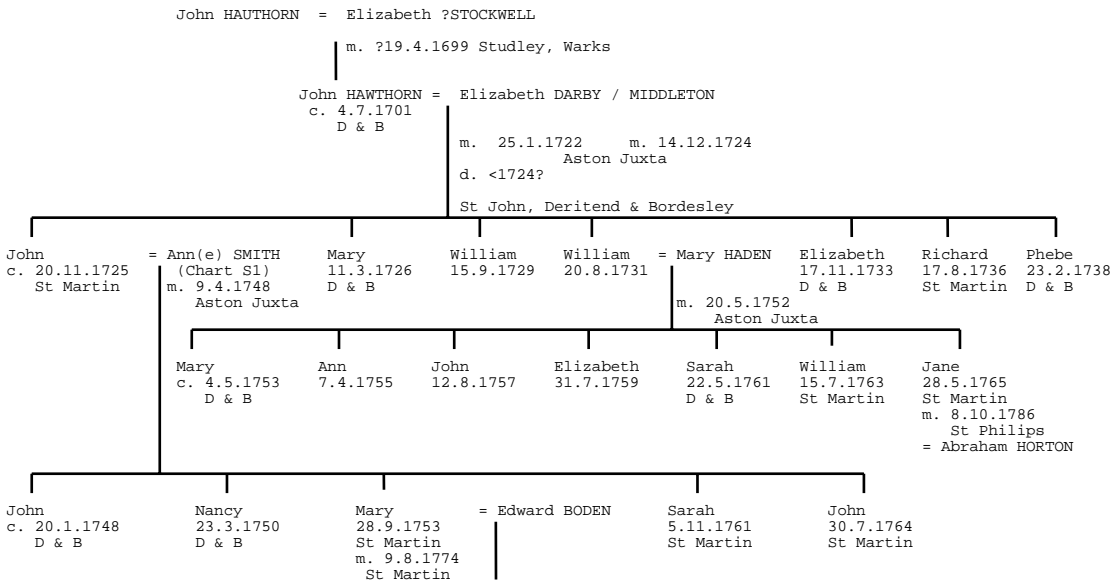 John HAUTHORN = Elizabeth ?STOCKWELL
m. ?19.4.1699 Studley, Warks
John HAWTHORN = Elizabeth DARBY / MIDDLETON
c. 4.7.1701
D & B
m. 25.1.1722 m. 14.12.1724
Aston Juxta
d. <1724?
St John, Deritend & Bordesley
John = Ann(e) SMITH Mary William William = Mary HADEN Elizabeth Richard Phebe
c. 20.11.1725 (Chart S1) 11.3.1726 15.9.1729 20.8.1731 17.11.1733 17.8.1736 23.2.1738
St Martin m. 9.4.1748 D & B D & B St Martin D & B
Aston Juxta m. 20.5.1752
Aston Juxta
Mary Ann John Elizabeth Sarah William Jane
c. 4.5.1753 7.4.1755 12.8.1757 31.7.1759 22.5.1761 15.7.1763 28.5.1765
D & B D & B St Martin St Martin
m. 8.10.1786
St Philips
= Abraham HORTON
John Nancy Mary = Edward BODEN Sarah John
c. 20.1.1748 23.3.1750 28.9.1753 5.11.1761 30.7.1764
D & B D & B St Martin St Martin St Martin
m. 9.8.1774
St Martin